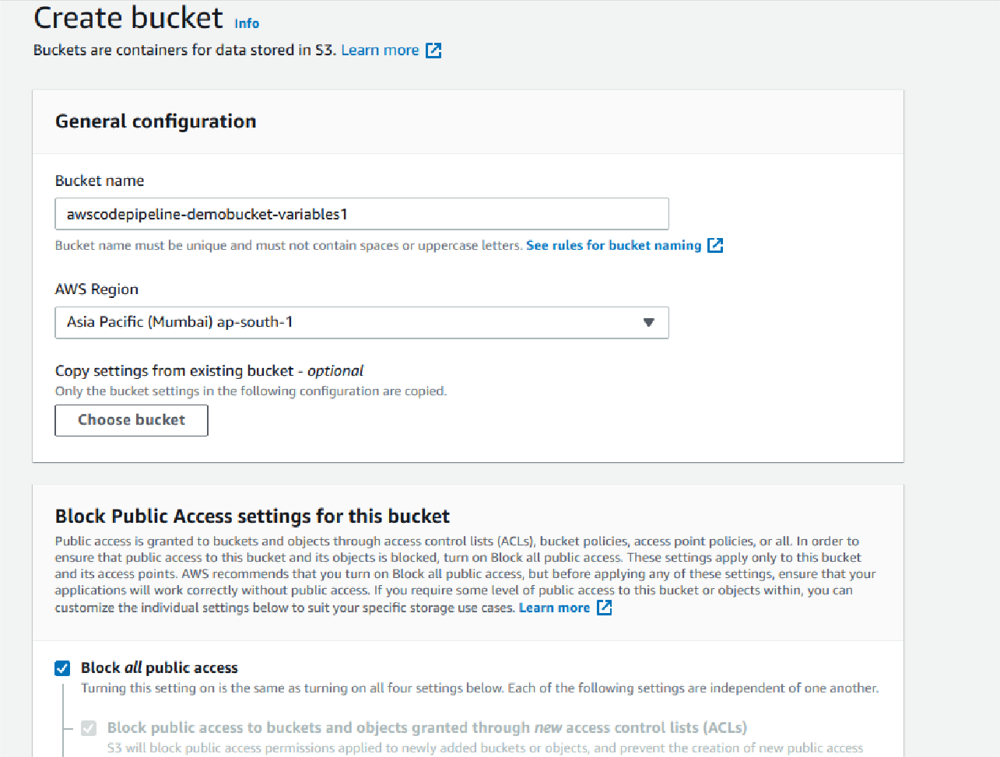 Create bucket Info
Buckets are containers for data stored in S3. Learn more
General configuration
Bucket name
awscodepipeline-demobucket-variables1
Bucket name must be unique and must not contain spaces or uppercase letters. See rules for bucket naming
AWS Region
Asia Pacific (Mumbai) ap-south-1
Copy settings from existing bucket - optional
Only the bucket settings in the following configuration are copied.
Choose bucket
Block Public Access settings for this bucket
Public access is granted to buckets and objects through access control lists (ACLs), bucket policies, access point policies, or all. In order to
ensure that public access to this bucket and its objects is blocked, turn on Block all public access. These settings apply only to this bucket
and its access points. AWS recommends that you turn on Block all public access, but before applying any of these settings, ensure that your
applications will work correctly without public access. If you require some level of public access to this bucket or objects within, you can
customize the individual settings below to suit your specific storage use cases. Learn more
Block all public access
Turning this setting on is the same as turning on all four settings below. Each of the following settings are independent of one another.
Block public access to buckets and objects granted through new access control lists (ACLs)
S3 will block public access permissions applied to newly added buckets or objects, and prevent the creation of new public access